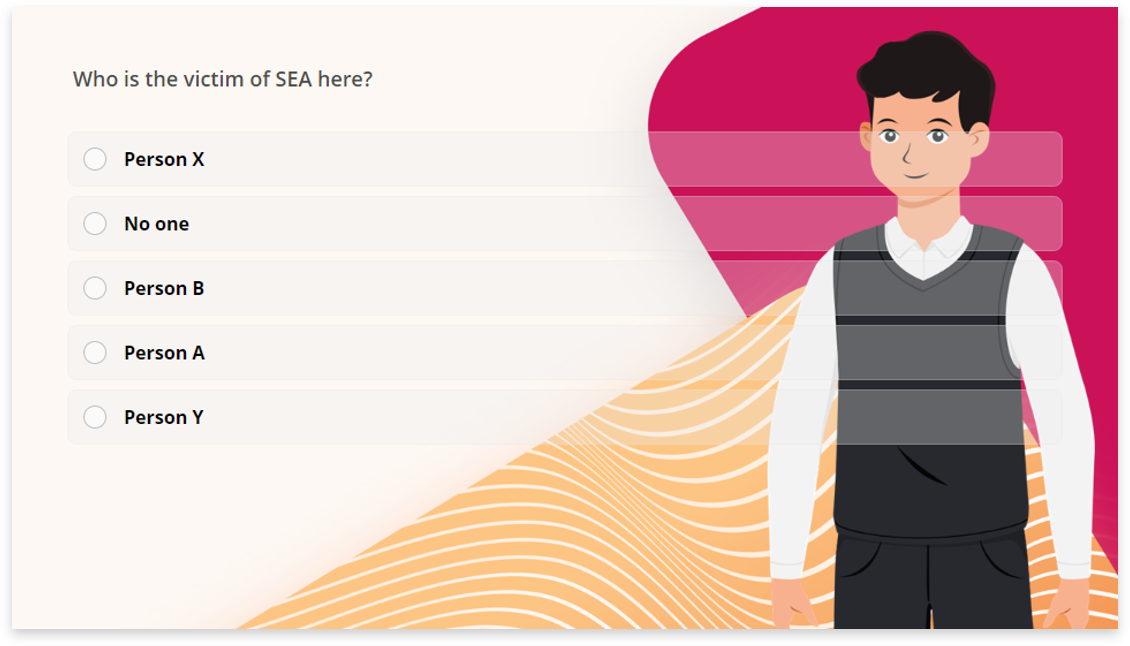 Who is the victim of SEA here?
Person X
No one
Person B
Person A
Person Y